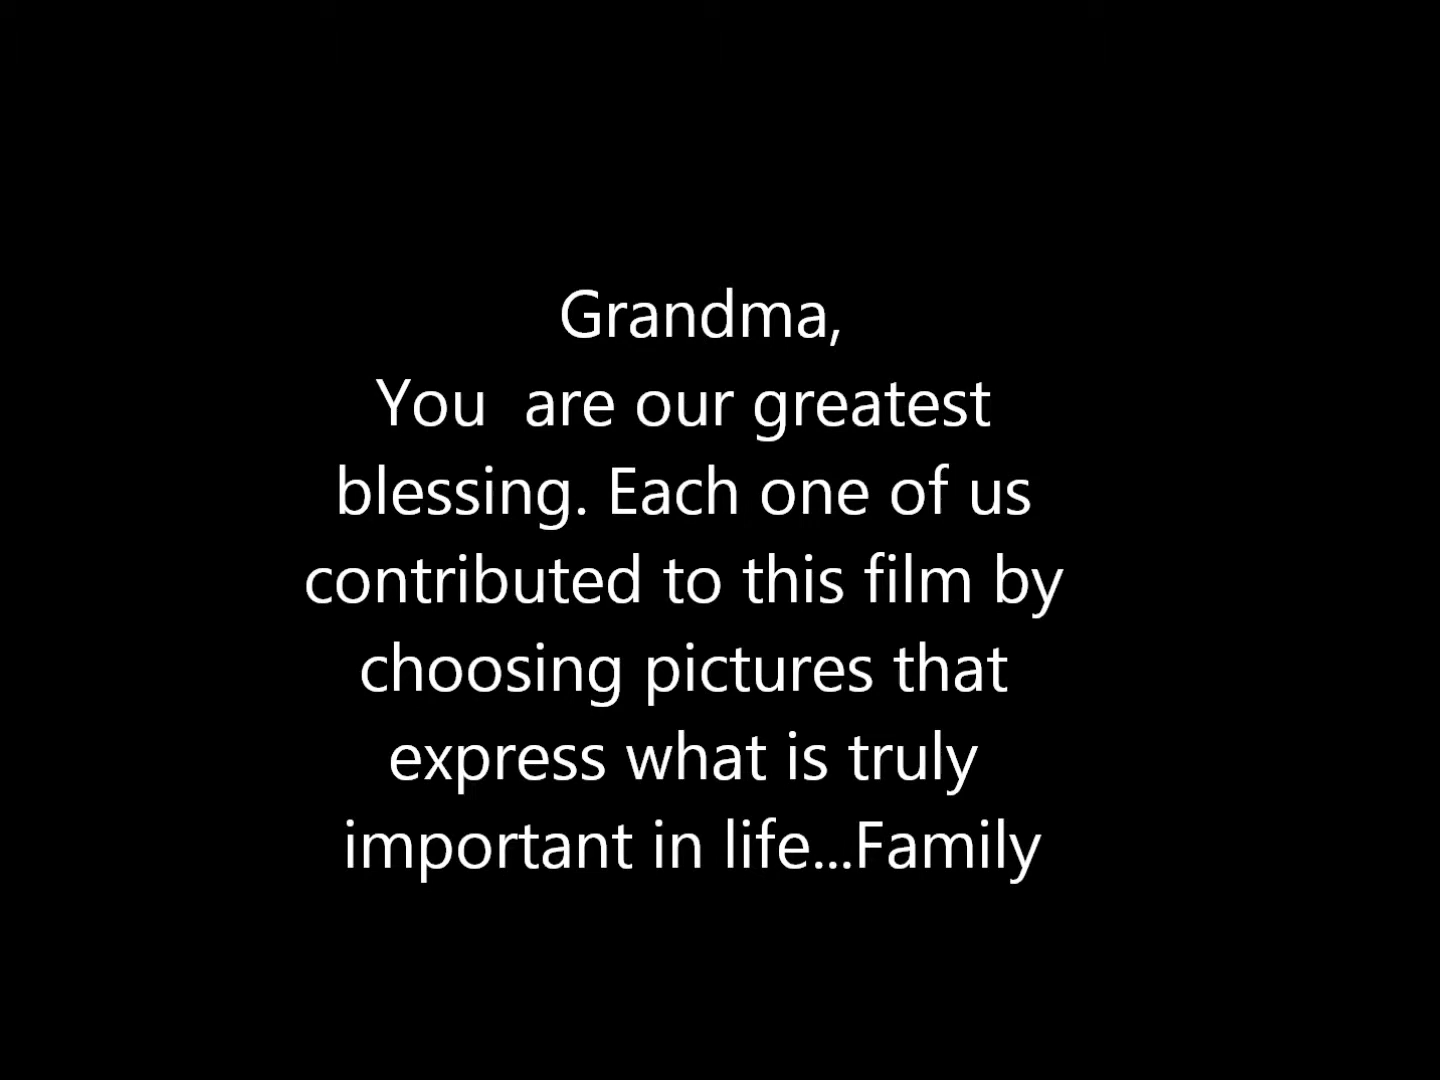 Grandma,
You  are our greatest
blessing. Each one of us
contributed to this film by
choosing pictures that
express what is truly
important in life...Family